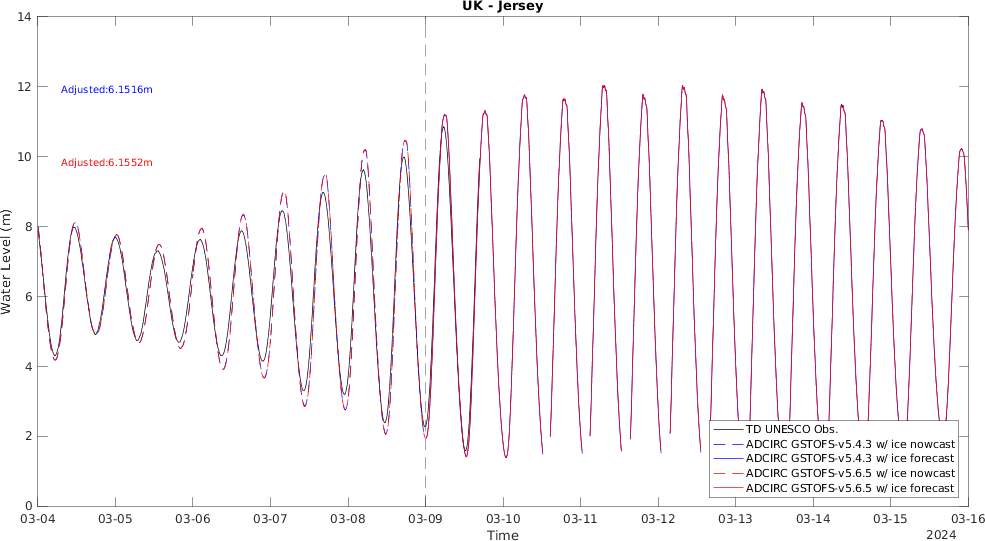 UK - Jersey
14
12
10
8
6
4
2
0
Water Level (m)
Adjusted:6.1516m
Adjusted:6.1552m
TD UNESCO Obs.
ADCIRC GSTOFS-v5.4.3 w/ ice nowcast
ADCIRC GSTOFS-v5.4.3 w/ ice forecast
ADCIRC GSTOFS-v5.6.5 w/ ice nowcast
ADCIRC GSTOFS-v5.6.5 w/ ice forecast
03-04 03-05 03-06 03-07 03-08 03-09 03-10 03-11 03-12 03-13 03-14 03-15 03-16
Time
2024